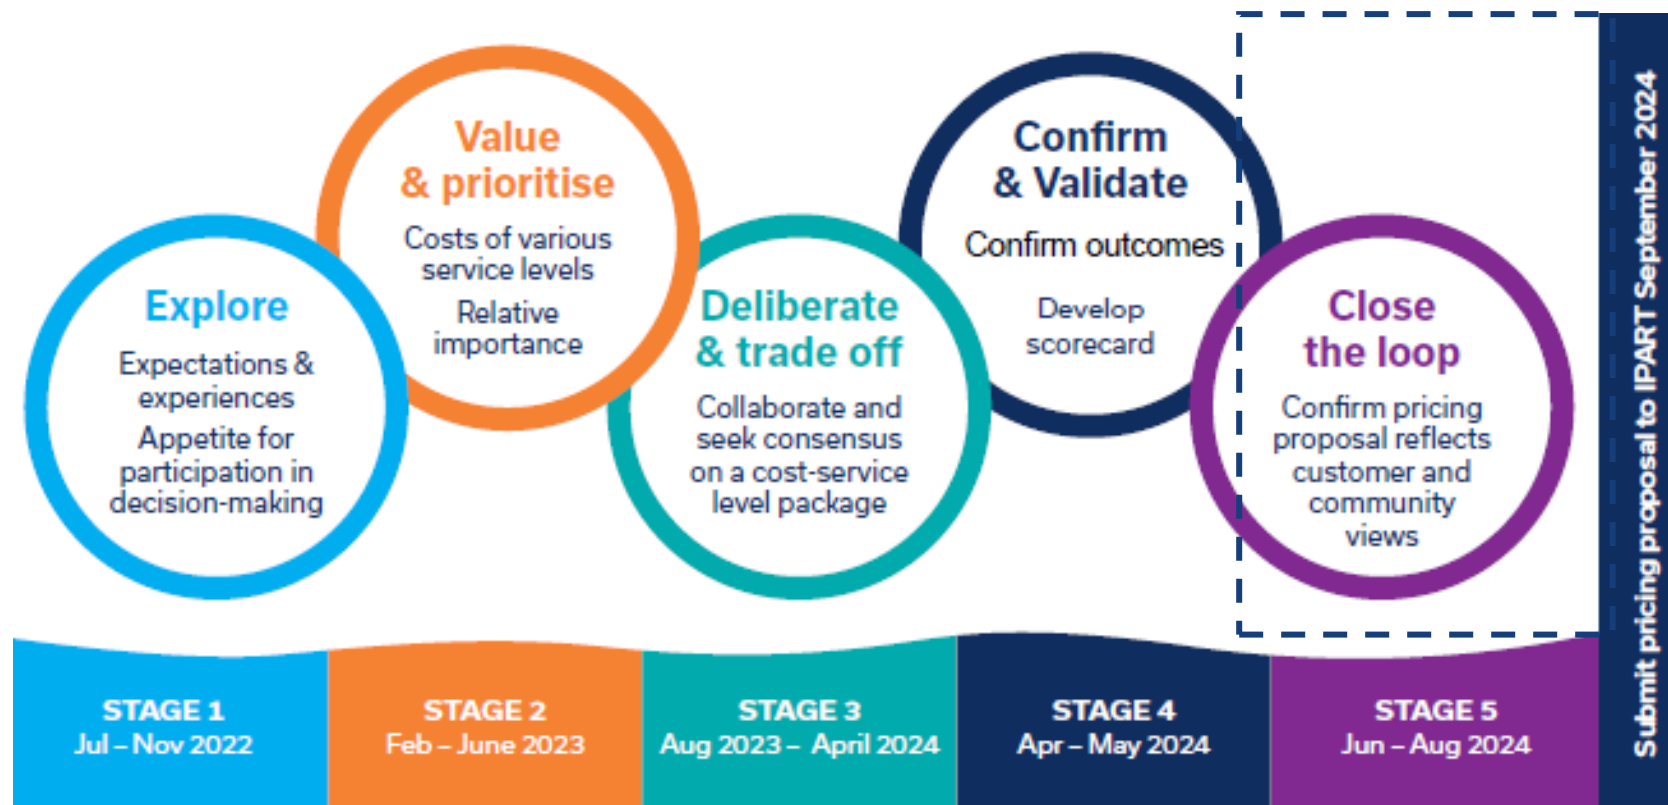 Explore
Expectations &
experiences
Appetite for
participation in
decision-making
Value
& prioritise
Costs of various
service levels
Relative
importance
Deliberate
& trade off
Collaborate and
seek consensus
on a cost-service
level package
Confirm
& Validate
Confirm outcomes
Develop
scorecard
Close
the loop
Confirm pricing
proposal reflects
customer and
community
views
STAGE 1
Jul – Nov 2022
STAGE 2
Feb – June 2023
STAGE 3
Aug 2023 – April 2024
STAGE 4
Apr – May 2024
STAGE 5
Jun – Aug 2024
Submit pricing proposal to IPART September 2024